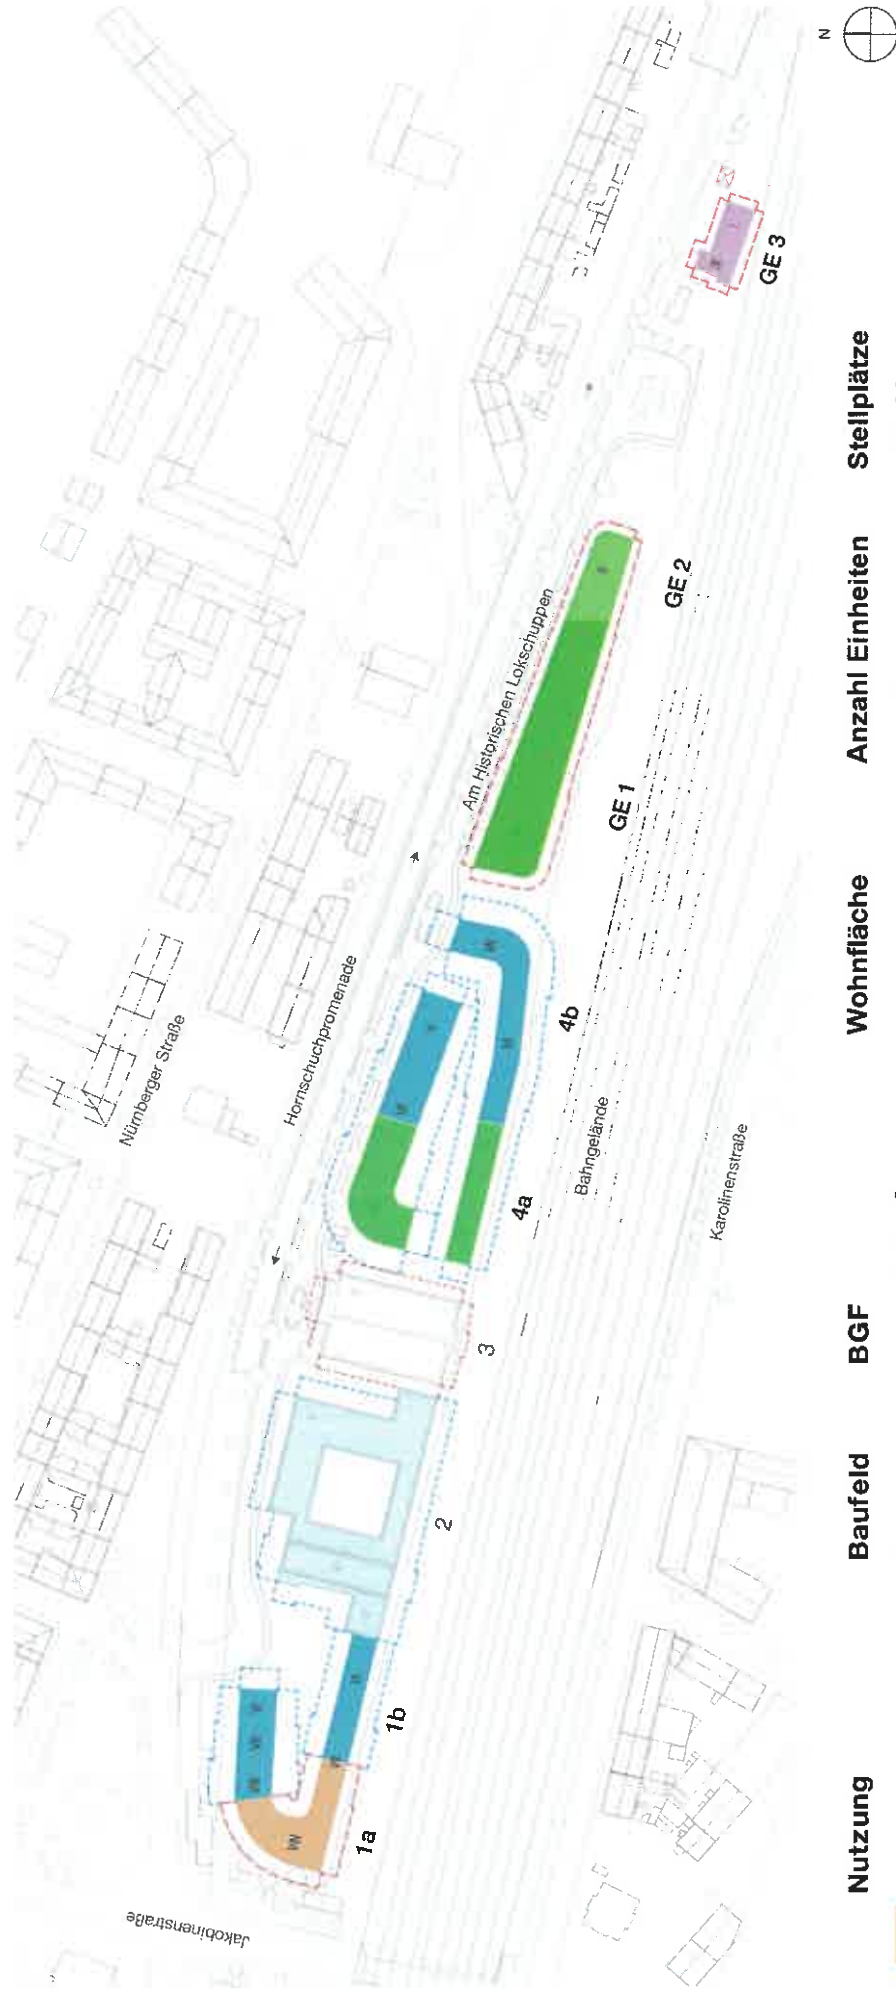 Nürnberger Straße
Hornschuchpromenade
Am Historischen Lokschuppen
Jakobinenstraße
1a
1b
2
3
4a
4b
GE 1
GE 2
GE 3
Bahngelände
Karolinenstraße
N
Nutzung Baufeld BGF Wohnfläche Anzahl Einheiten Stellplätze